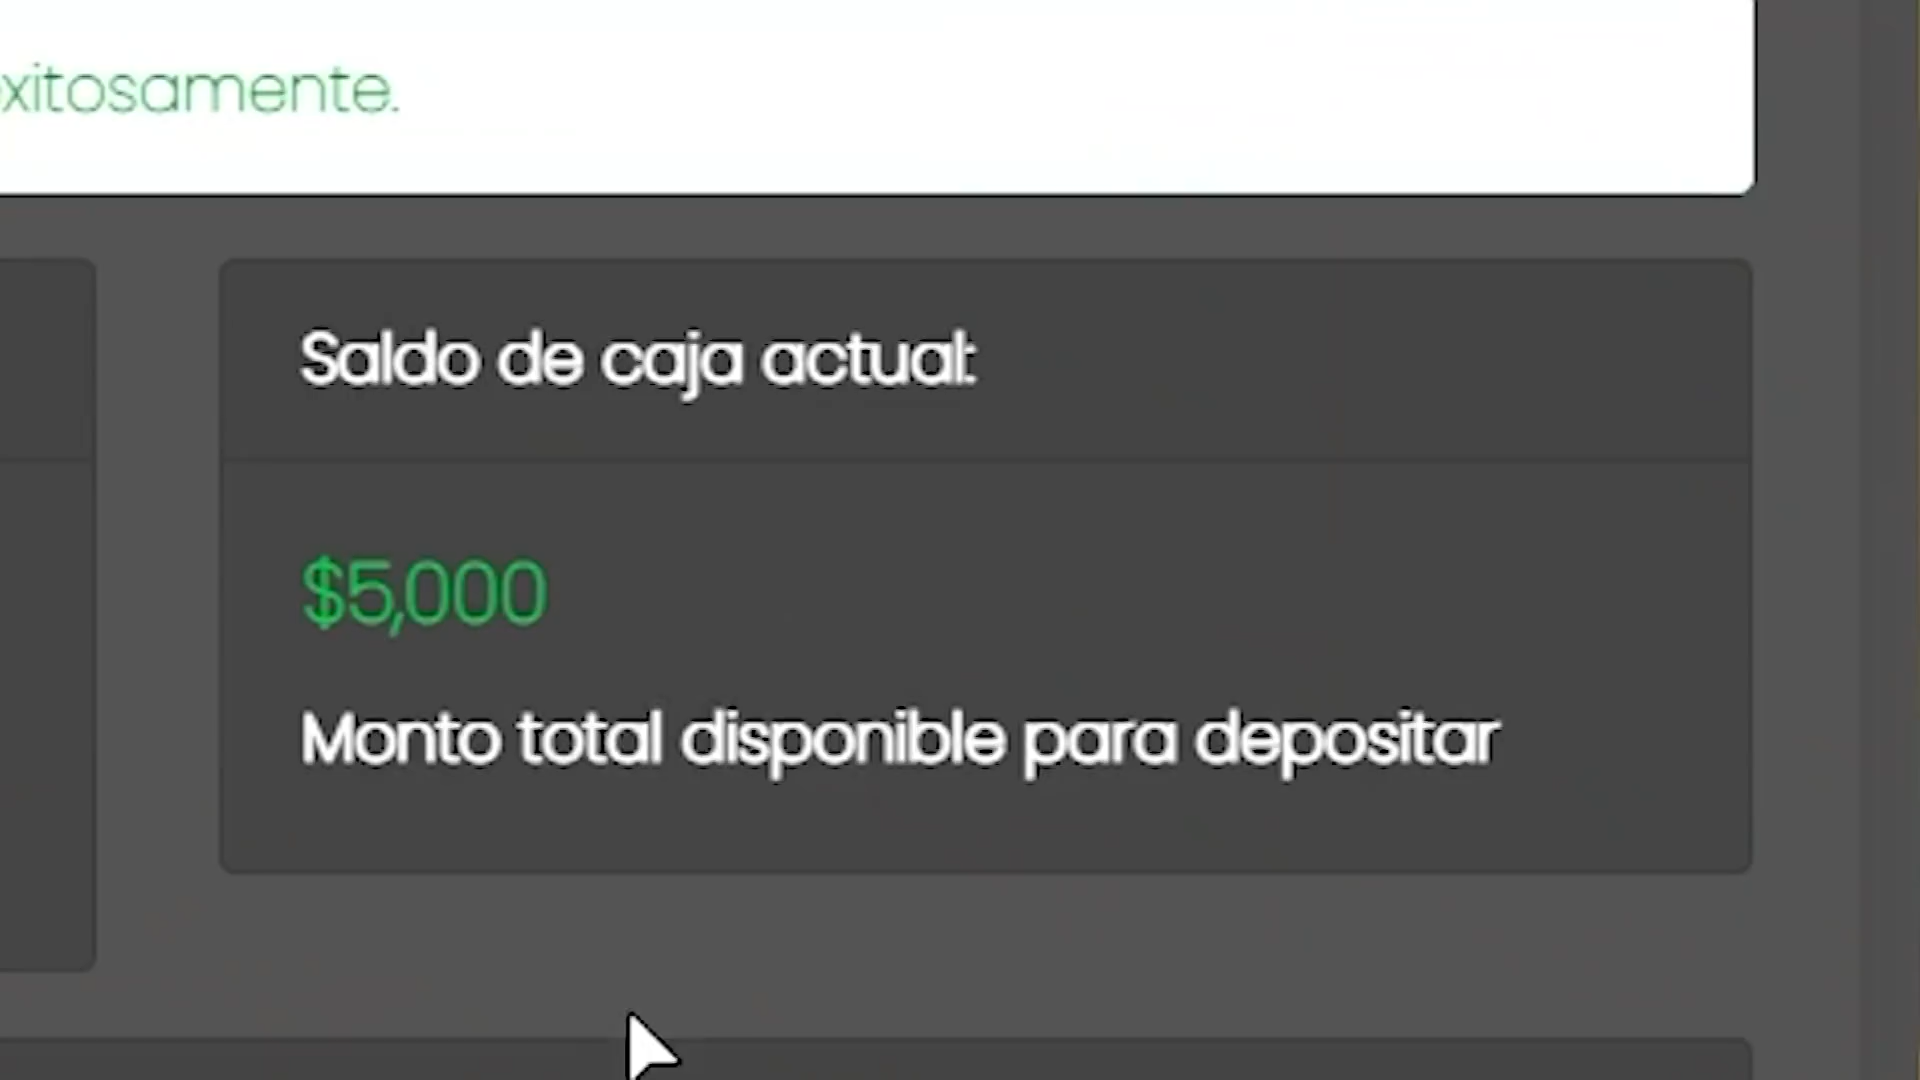 xitosamente.
Saldo de caja actual:
$5,000
Monto total disponible para depositar